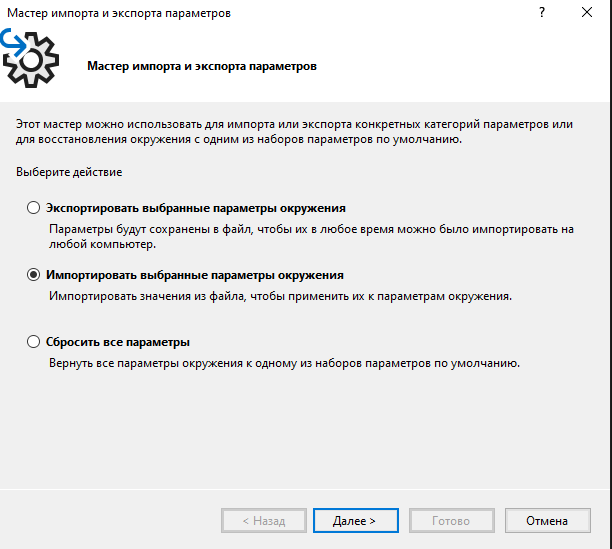 Мастер импорта и экспорта параметров
?
Мастер импорта и экспорта параметров
Этот мастер можно использовать для импорта или экспорта конкретных категорий параметров или
для восстановления окружения с одним из наборов параметров по умолчанию.
Выберите действие
Экспортировать выбранные параметры окружения
Параметры будут сохранены в файл, чтобы их в любое время можно было импортировать на
любой компьютер.
Импортировать выбранные параметры окружения
Импортировать значения из файла, чтобы применить их к параметрам окружения.
Сбросить все параметры
Вернуть все параметры окружения к одному из наборов параметров по умолчанию.
< Назад
Далее >
Готово
Отмена